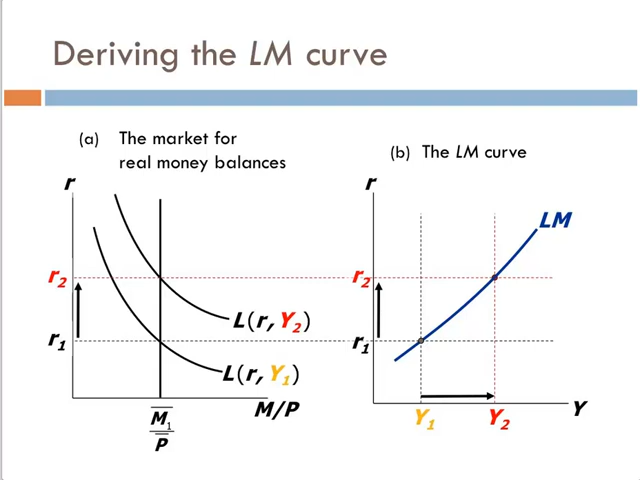 Deriving the LM curve
(a) The market for
real money balances
(b) The LM curve
r
r
LM
r₂
r₂
L(r, Y₂)
r₁
r₁
L(r, Y₁)
M/P
Y
M̅₁
P̅
Y₁
Y₂